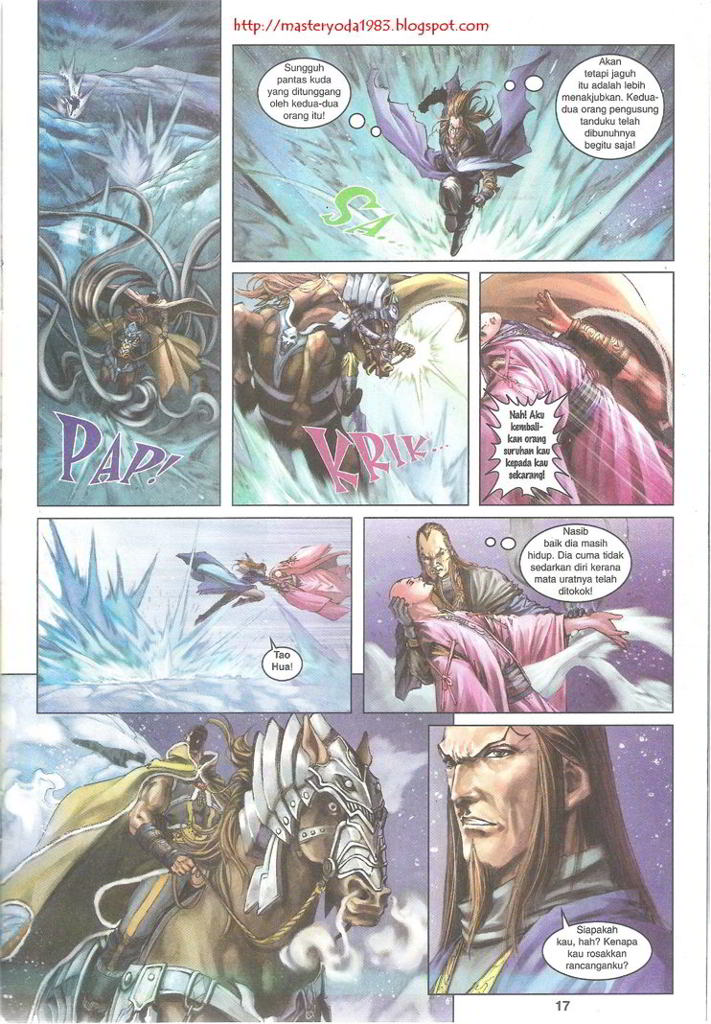 http://masteryoda1983.blogspot.com
Sungguh
pantas kuda
yang ditunggang
oleh kedua-dua
orang itu!
Akan
tetapi jaguh
itu adalah lebih
menakjubkan. Kedua-
dua orang pengusung
tanduku telah
dibunuhnya
begitu saja!
SA...
PAP!
KRIK...
Nah! Aku
kembali-
kan orang
suruhan kau
kepada kau
sekarang!
Tao
Hua!
Nasib
baik dia masih
hidup. Dia cuma tidak
sedarkan diri kerana
mata uratnya telah
ditokok!
Siapakah
kau, hah? Kenapa
kau rosakkan
rancanganku?
17